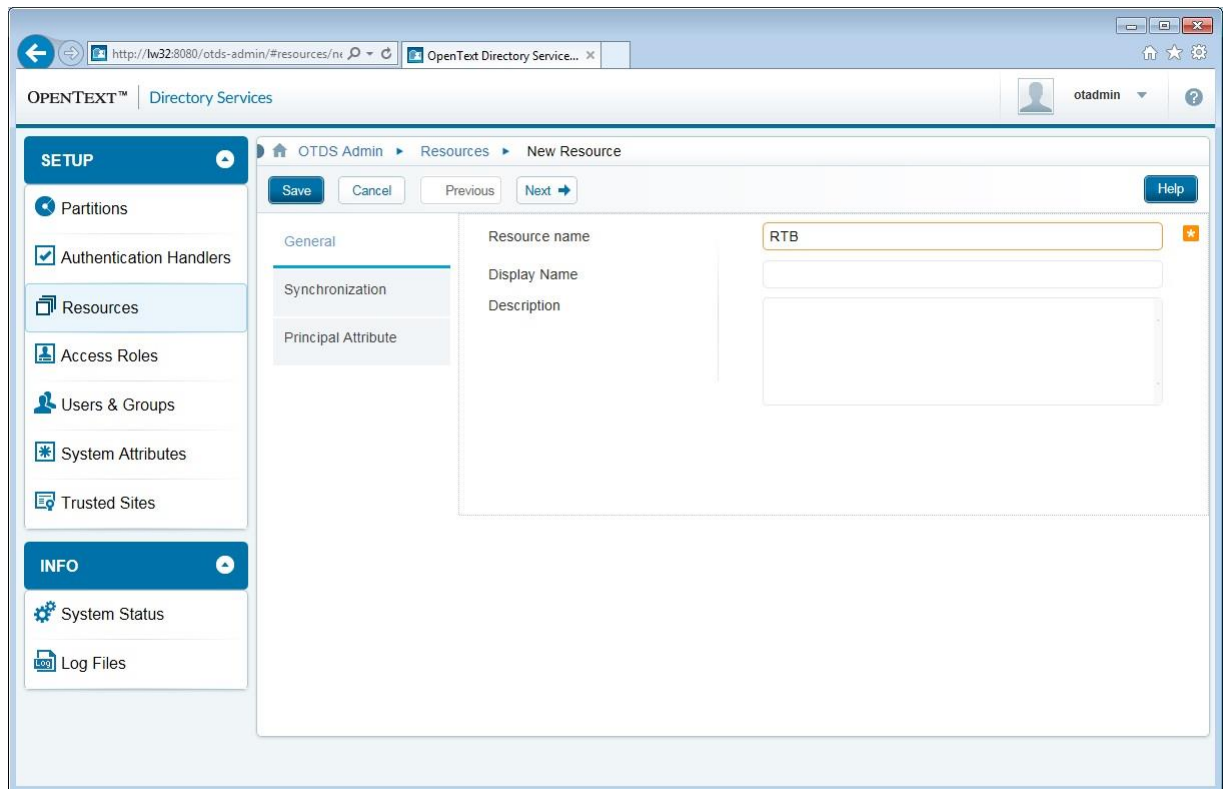 http://lw32:8080/otds-admin/#resources/ne
OpenText Directory Service...
OPENTEXT™ Directory Services
otadmin
SETUP
OTDS Admin Resources New Resource
Save Cancel Previous Next Help
Partitions
Authentication Handlers
Resources
Access Roles
Users & Groups
System Attributes
Trusted Sites
General
Synchronization
Principal Attribute
Resource name RTB
Display Name
Description
INFO
System Status
Log
Log Files